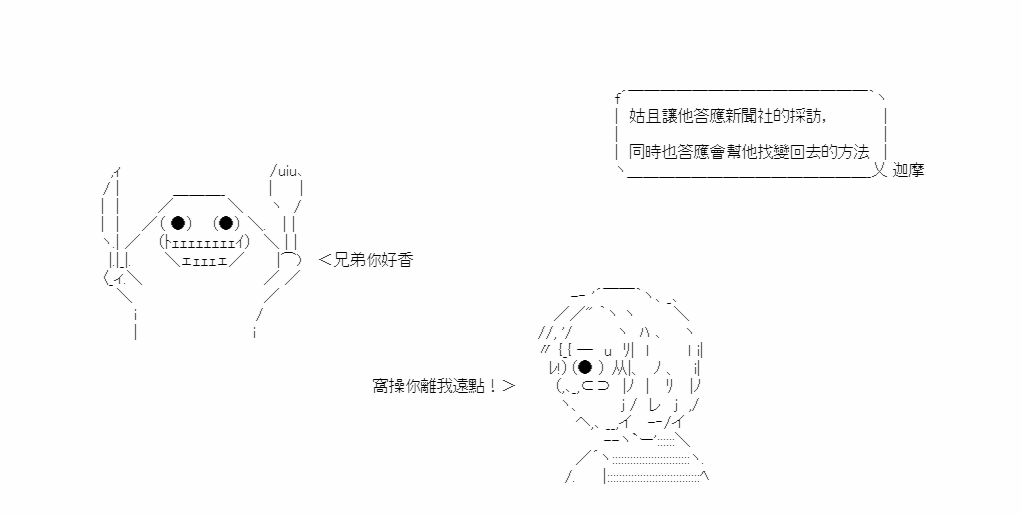 姑且讓他答應新聞社的採訪,
同時也答應會幫他找變回去的方法
迦摩
<兄弟你好香
窩操你離我遠點!>